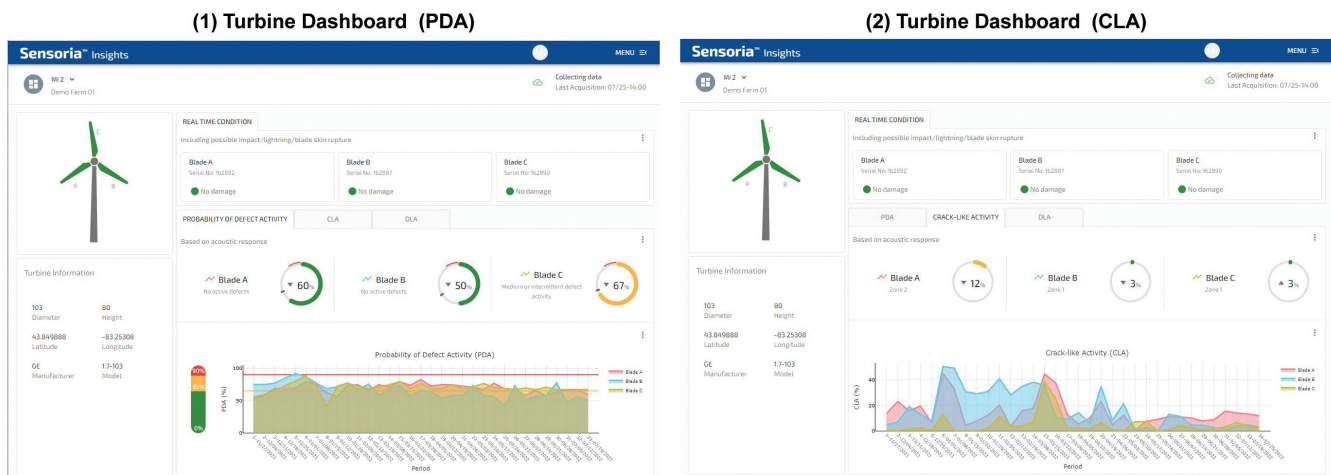 (1) Turbine Dashboard (PDA)
Sensoria™ Insights
MENU
MI 2
Demo Farm 01
Collecting data
Last Acquisition: 07/25-14:00
C
A
B
REAL TIME CONDITION
Including possible impact/lightning/blade skin rupture
Blade A
Serial No: 162892
No damage
Blade B
Serial No: 162887
No damage
Blade C
Serial No: 162890
No damage
PROBABILITY OF DEFECT ACTIVITY
CLA
DLA
Based on acoustic response
Blade A
No active defects
60%
Blade B
No active defects
50%
Blade C
Medium or intermittent defect
activity
67%
Turbine Information
103
Diameter
80
Height
43.849888
Latitude
-83.25308
Longitude
GE
Manufacturer
1.7-103
Model
Probability of Defect Activity (PDA)
90%
0%
PDA (%)
100
50
0
Blade A
Blade B
Blade C
Period
(2) Turbine Dashboard (CLA)
Sensoria™ Insights
MENU
MI 2
Demo Farm 01
Collecting data
Last Acquisition: 07/25-14:00
C
A
B
REAL TIME CONDITION
Including possible impact/lightning/blade skin rupture
Blade A
Serial No: 162892
No damage
Blade B
Serial No: 162887
No damage
Blade C
Serial No: 162890
No damage
PDA
CRACK-LIKE ACTIVITY
DLA
Based on acoustic response
Blade A
Zone 2
12%
Blade B
Zone 1
3%
Blade C
Zone 1
3%
Turbine Information
103
Diameter
80
Height
43.849888
Latitude
-83.25308
Longitude
GE
Manufacturer
1.7-103
Model
Crack-like Activity (CLA)
CLA (%)
40
20
0
Blade A
Blade B
Blade C
Period